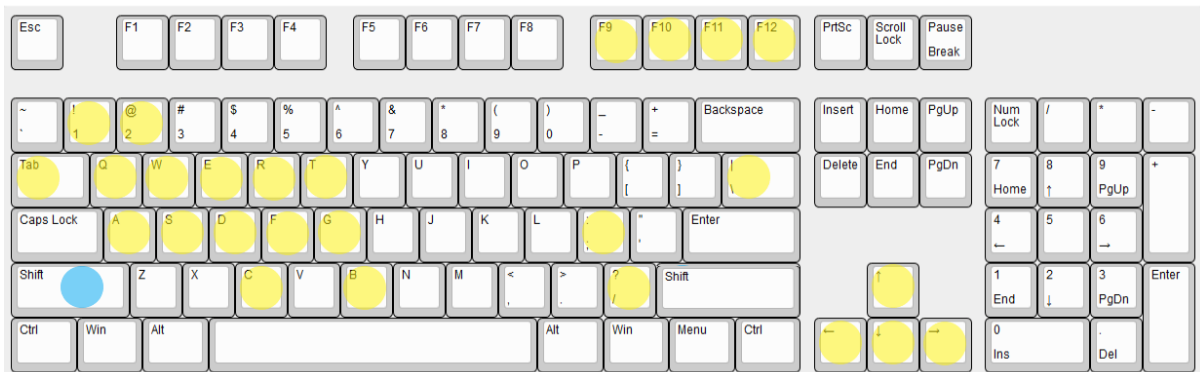 Esc F1 F2 F3 F4 F5 F6 F7 F8 F9 F10 F11 F12 PrtSc Scroll Lock Pause Break
~ ` ! 1 @ 2 # 3 $ 4 % 5 ^ 6 & 7 * 8 ( 9 ) 0 _ - + = Backspace Insert Home PgUp Num Lock / * -
Tab Q W E R T Y U I O P { [ } ] | \ Delete End PgDn 7 Home 8 ↑ 9 PgUp +
Caps Lock A S D F G H J K L : ; " ' Enter 4 ← 5 6 →
Shift Z X C V B N M < , > . ? / Shift ↑ 1 End 2 ↓ 3 PgDn Enter
Ctrl Win Alt Alt Win Menu Ctrl ← ↓ → 0 Ins . Del